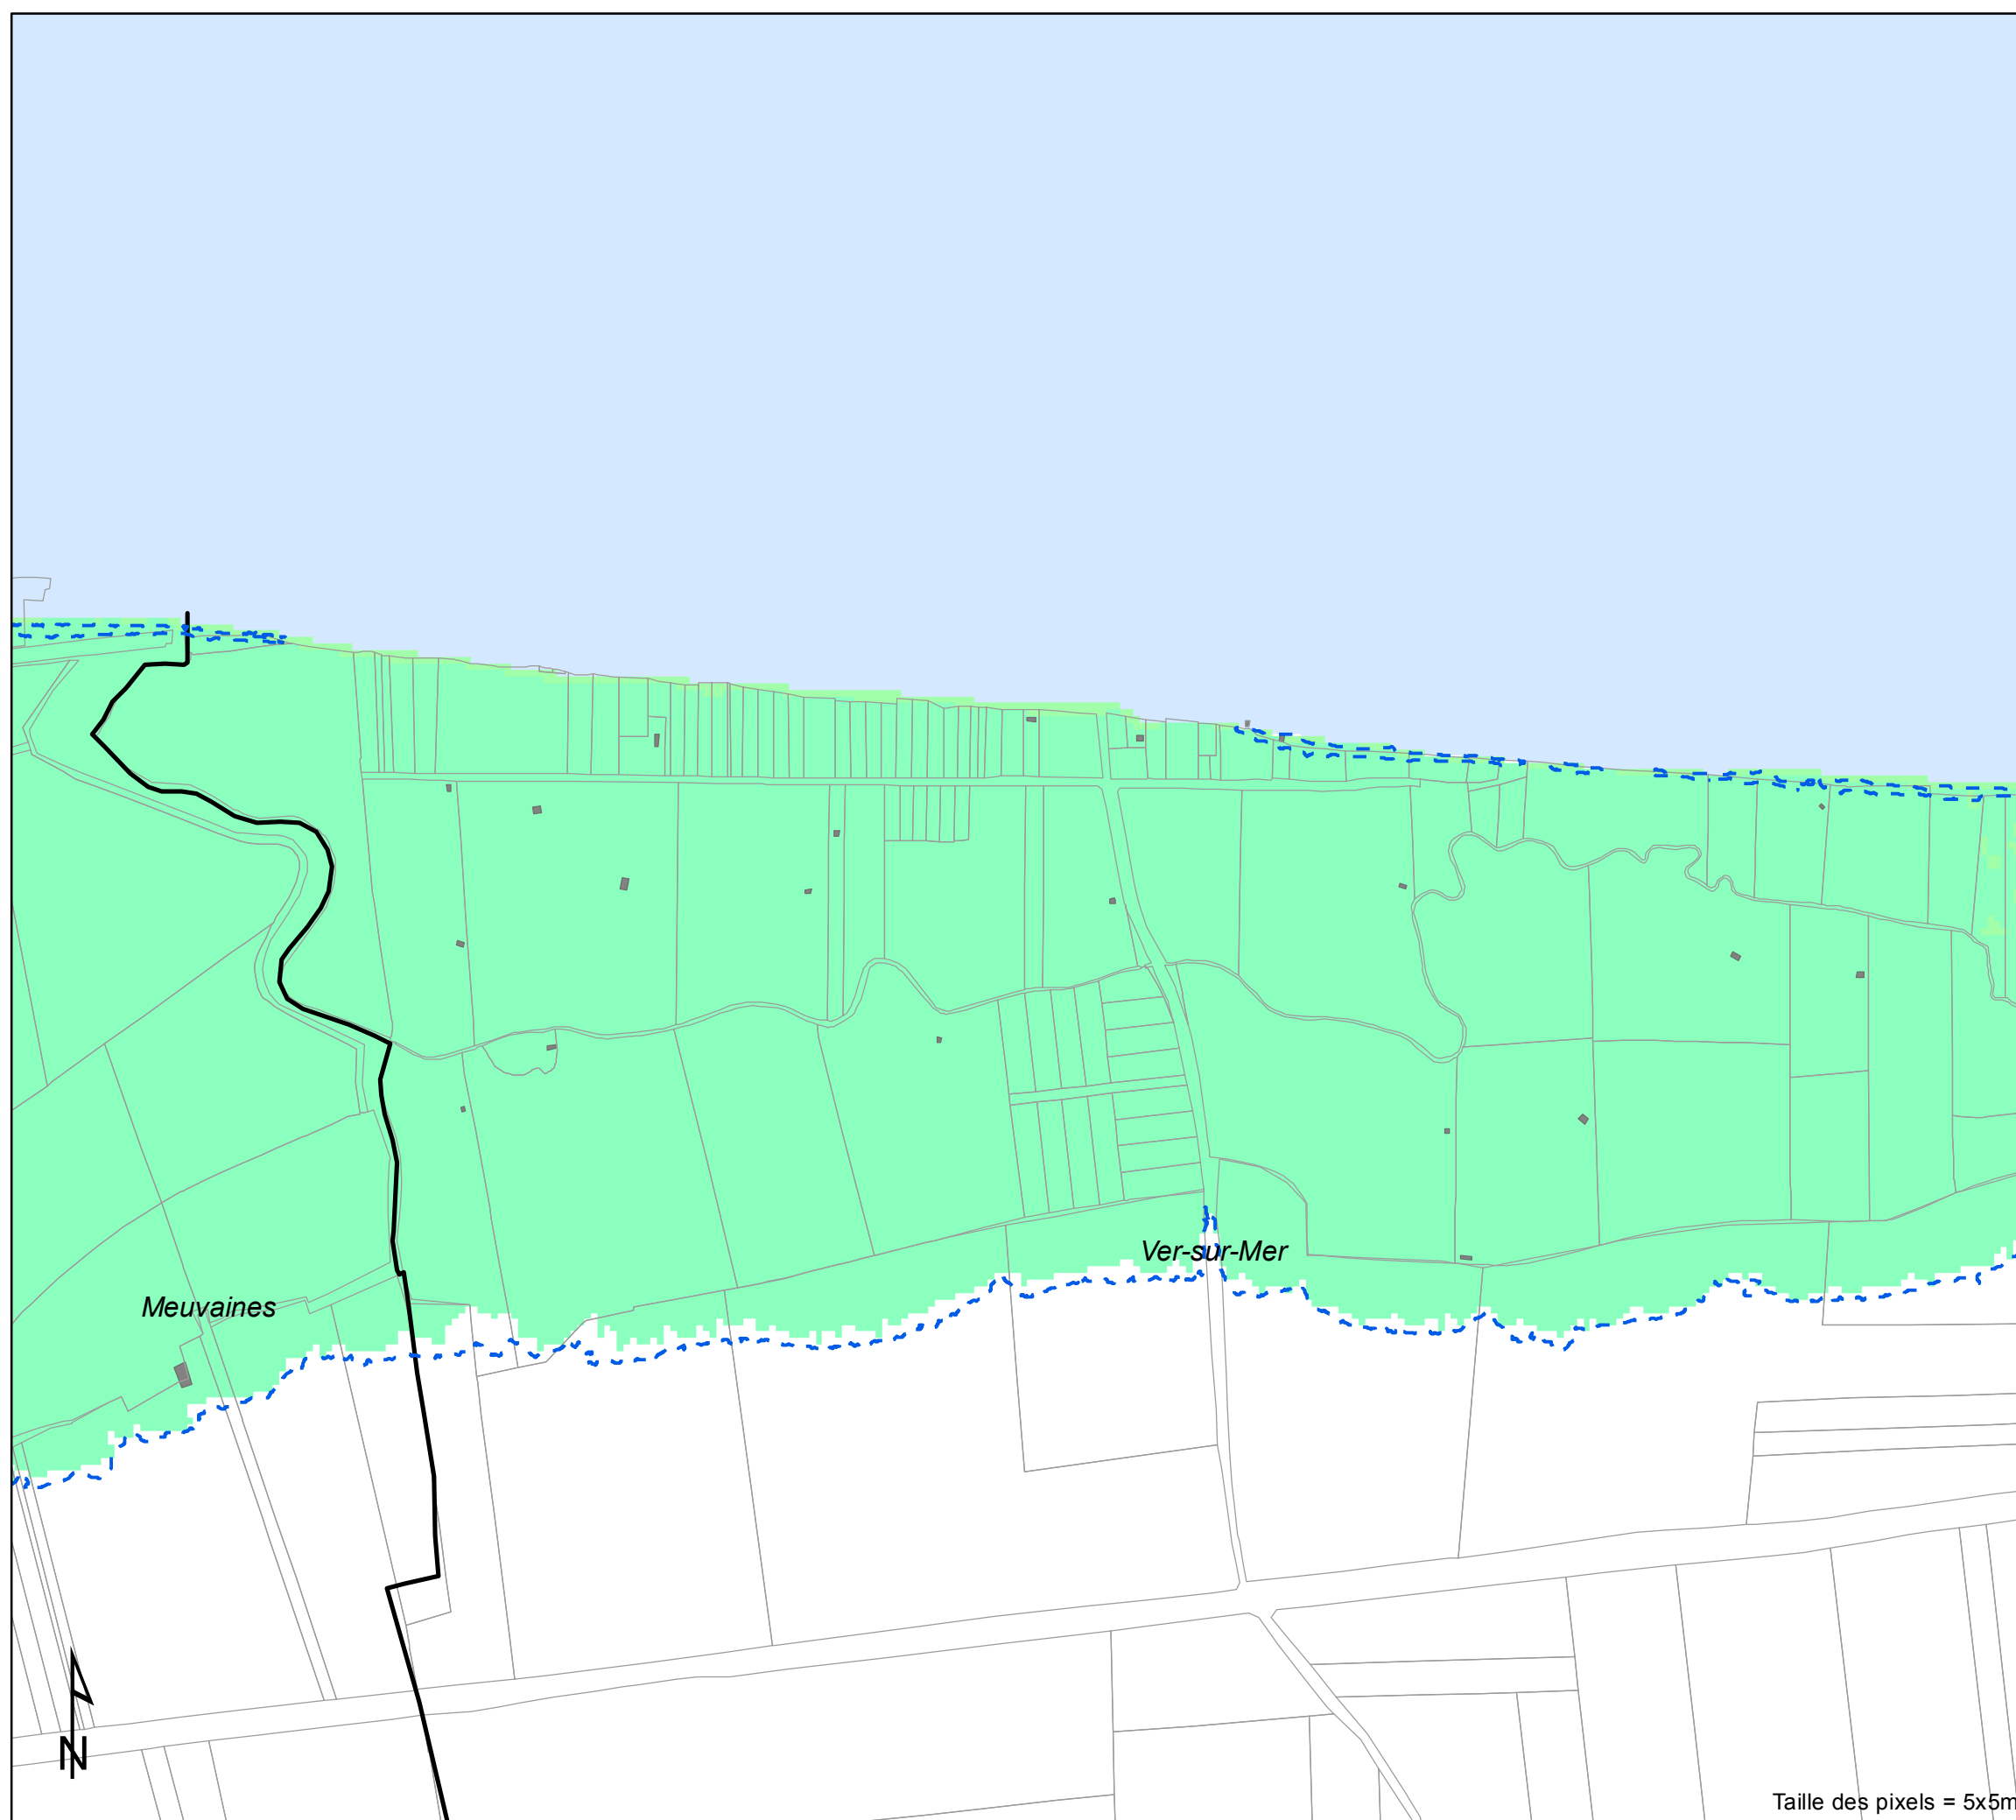 Ver-sur-Mer
Meuvaines
N
Taille des pixels = 5x5m